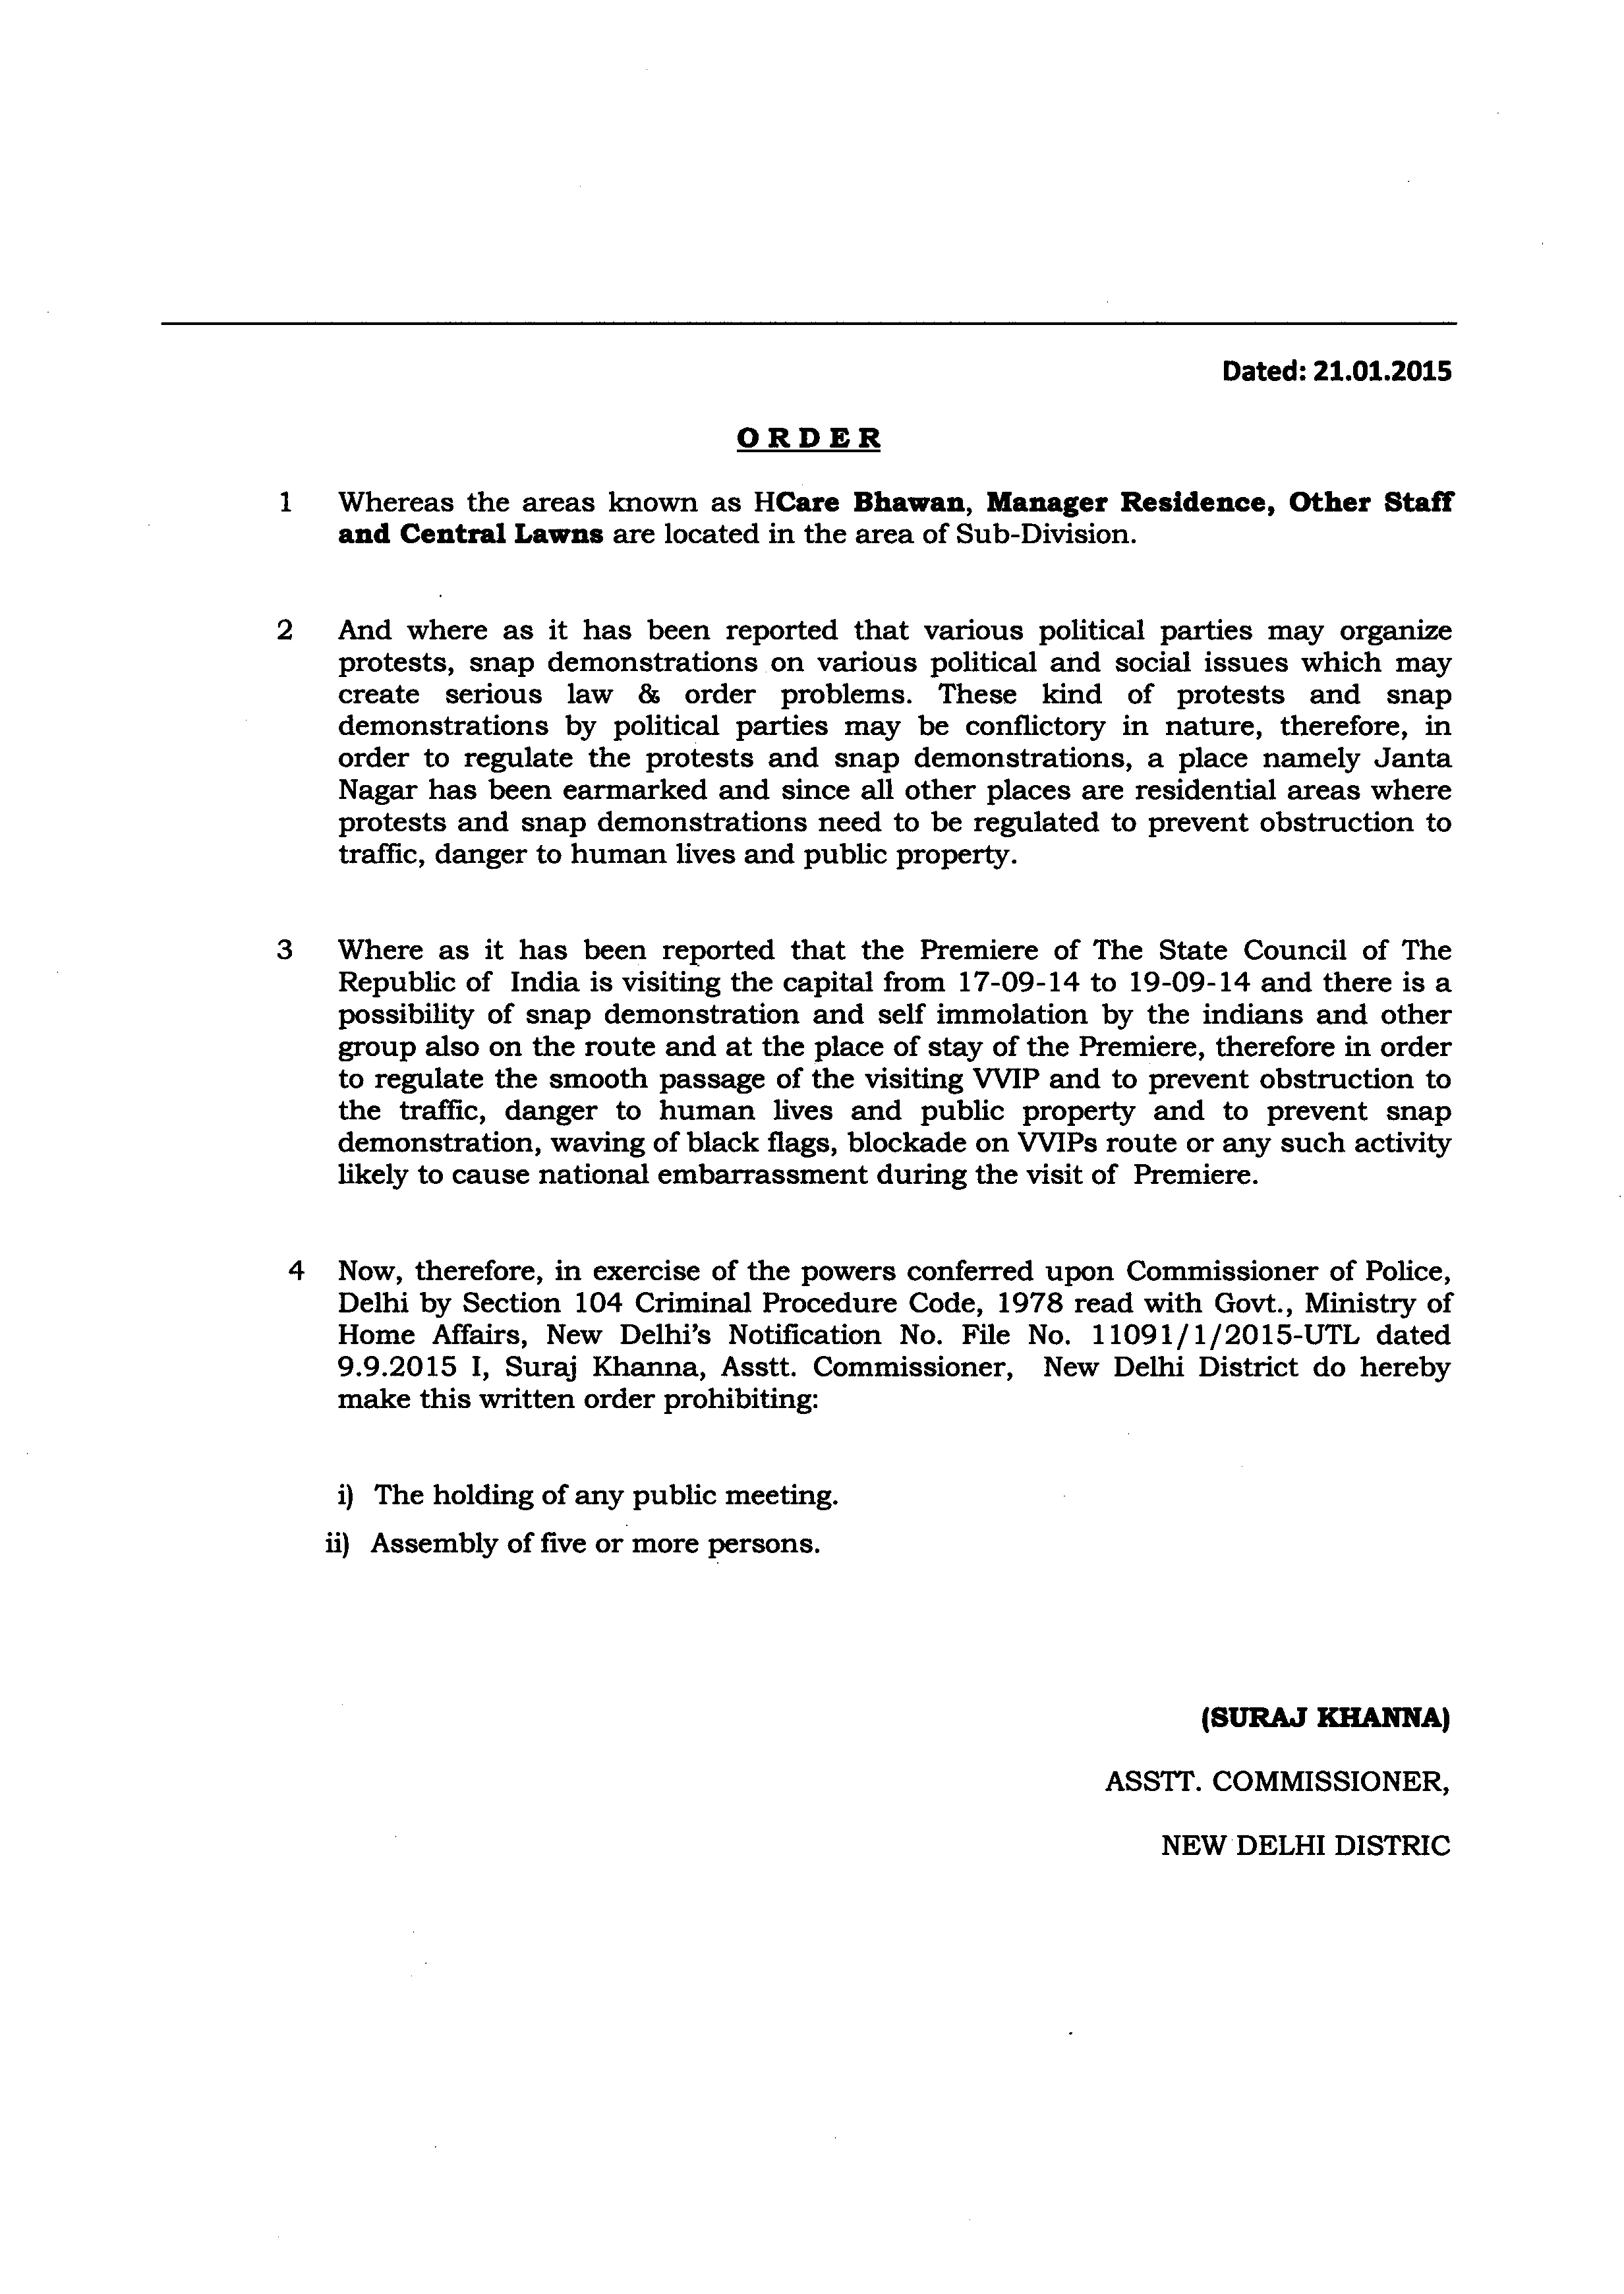 Dated: 21.01.2015
ORDER
1 Whereas the areas known as HCare Bhawan, Manager Residence, Other Staff
and Central Lawns are located in the area of Sub-Division.
2 And where as it has been reported that various political parties may organize
protests, snap demonstrations on various political and social issues which may
create serious law & order problems. These kind of protests and snap
demonstrations by political parties may be conflictory in nature, therefore, in
order to regulate the protests and snap demonstrations, a place namely Janta
Nagar has been earmarked and since all other places are residential areas where
protests and snap demonstrations need to be regulated to prevent obstruction to
traffic, danger to human lives and public property.
3 Where as it has been reported that the Premiere of The State Council of The
Republic of India is visiting the capital from 17-09-14 to 19-09-14 and there is a
possibility of snap demonstration and self immolation by the indians and other
group also on the route and at the place of stay of the Premiere, therefore in order
to regulate the smooth passage of the visiting VVIP and to prevent obstruction to
the traffic, danger to human lives and public property and to prevent snap
demonstration, waving of black flags, blockade on VVIPs route or any such activity
likely to cause national embarrassment during the visit of Premiere.
4 Now, therefore, in exercise of the powers conferred upon Commissioner of Police,
Delhi by Section 104 Criminal Procedure Code, 1978 read with Govt., Ministry of
Home Affairs, New Delhi's Notification No. File No. 11091/1/2015-UTL dated
9.9.2015 I, Suraj Khanna, Asstt. Commissioner, New Delhi District do hereby
make this written order prohibiting:
i) The holding of any public meeting.
ii) Assembly of five or more persons.
(SURAJ KHANNA)
ASSTT. COMMISSIONER,
NEW DELHI DISTRIC